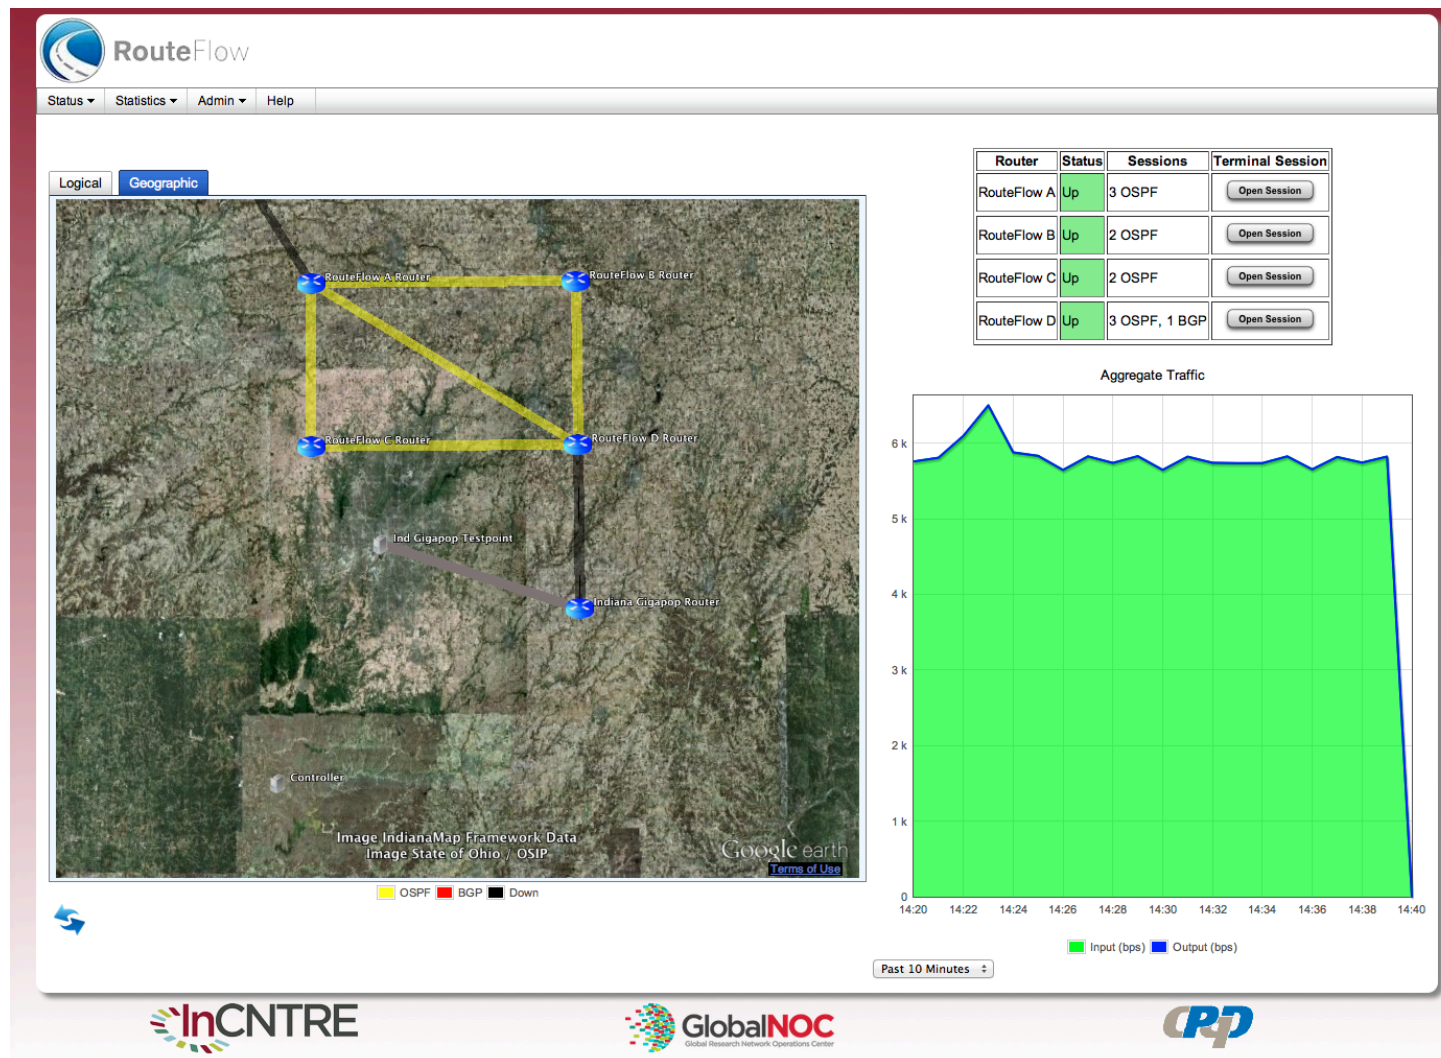 RouteFlow
Status Statistics Admin Help
Logical Geographic
RouteFlow A Router
RouteFlow B Router
RouteFlow C Router
RouteFlow D Router
Ind Gigapop Testpoint
Indiana Gigapop Router
Controller
Image IndianaMap Framework Data
Image State of Ohio / OSIP
Google earth
Terms of Use
OSPF BGP Down
Router Status Sessions Terminal Session
RouteFlow A Up 3 OSPF Open Session
RouteFlow B Up 2 OSPF Open Session
RouteFlow C Up 2 OSPF Open Session
RouteFlow D Up 3 OSPF, 1 BGP Open Session
Aggregate Traffic
6 k
5 k
4 k
3 k
2 k
1 k
0
14:20 14:22 14:24 14:26 14:28 14:30 14:32 14:34 14:36 14:38 14:40
Input (bps) Output (bps)
Past 10 Minutes
InCNTRE
GlobalNOC
Global Research Network Operations Center
CPqD